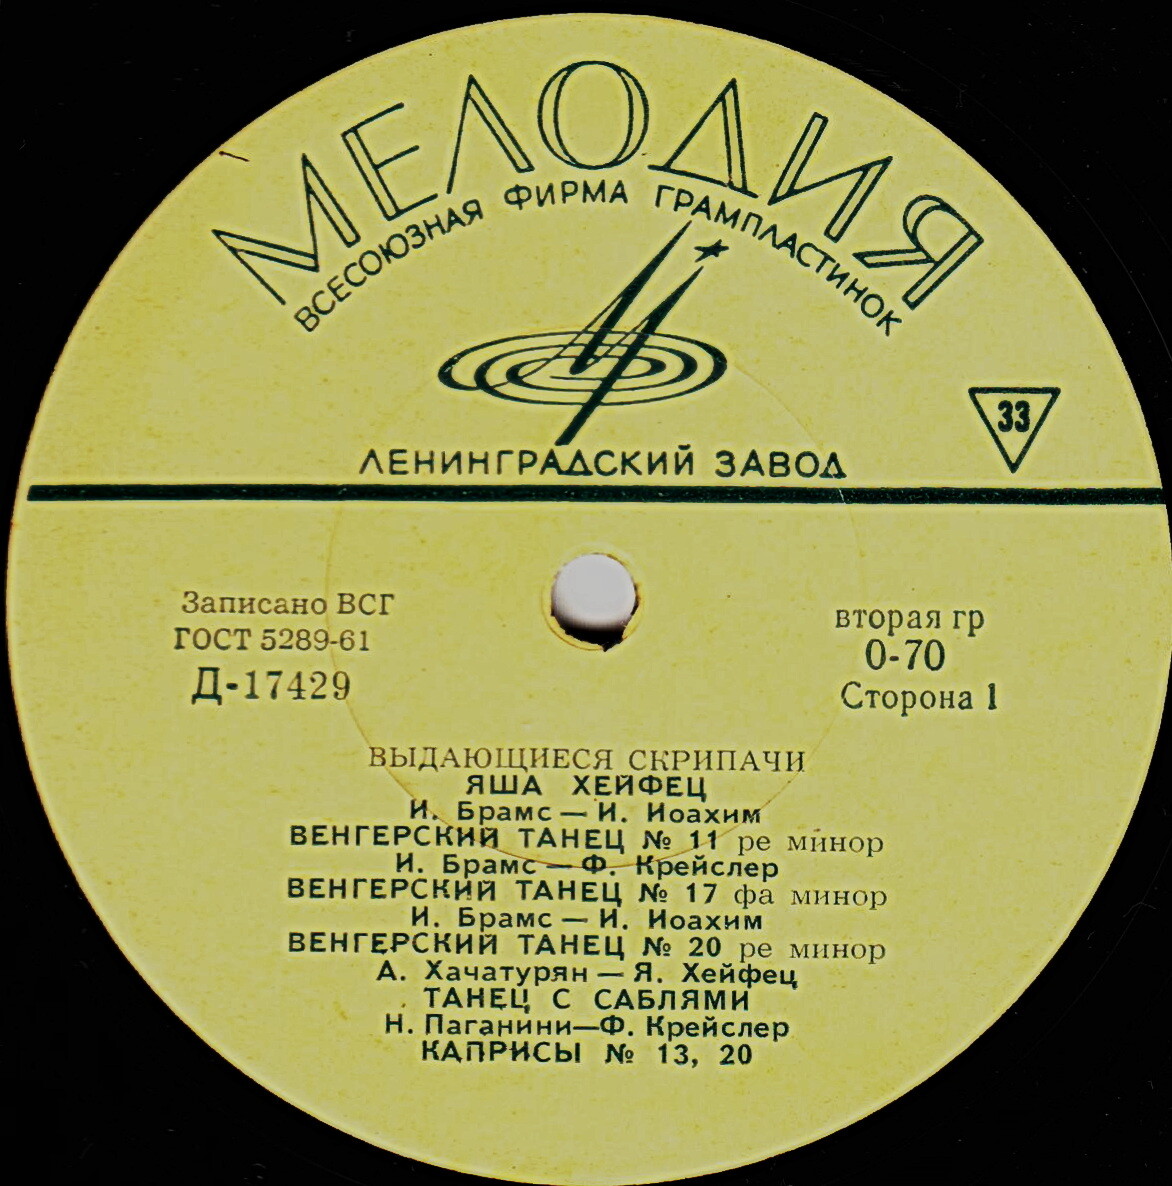 МЕЛОДИЯ
ВСЕСОЮЗНАЯ ФИРМА ГРАМПЛАСТИНОК
33
ЛЕНИНГРАДСКИЙ ЗАВОД
Записано ВСГ
ГОСТ 5289-61
Д-17429
вторая гр
0-70
Сторона 1
ВЫДАЮЩИЕСЯ СКРИПАЧИ
ЯША ХЕЙФЕЦ
И. Брамс — И. Иоахим
ВЕНГЕРСКИЙ ТАНЕЦ № 11 ре минор
И. Брамс — Ф. Крейслер
ВЕНГЕРСКИЙ ТАНЕЦ № 17 фа минор
И. Брамс — И. Иоахим
ВЕНГЕРСКИЙ ТАНЕЦ № 20 ре минор
А. Хачатурян — Я. Хейфец
ТАНЕЦ С САБЛЯМИ
Н. Паганини—Ф. Крейслер
КАПРИСЫ № 13, 20